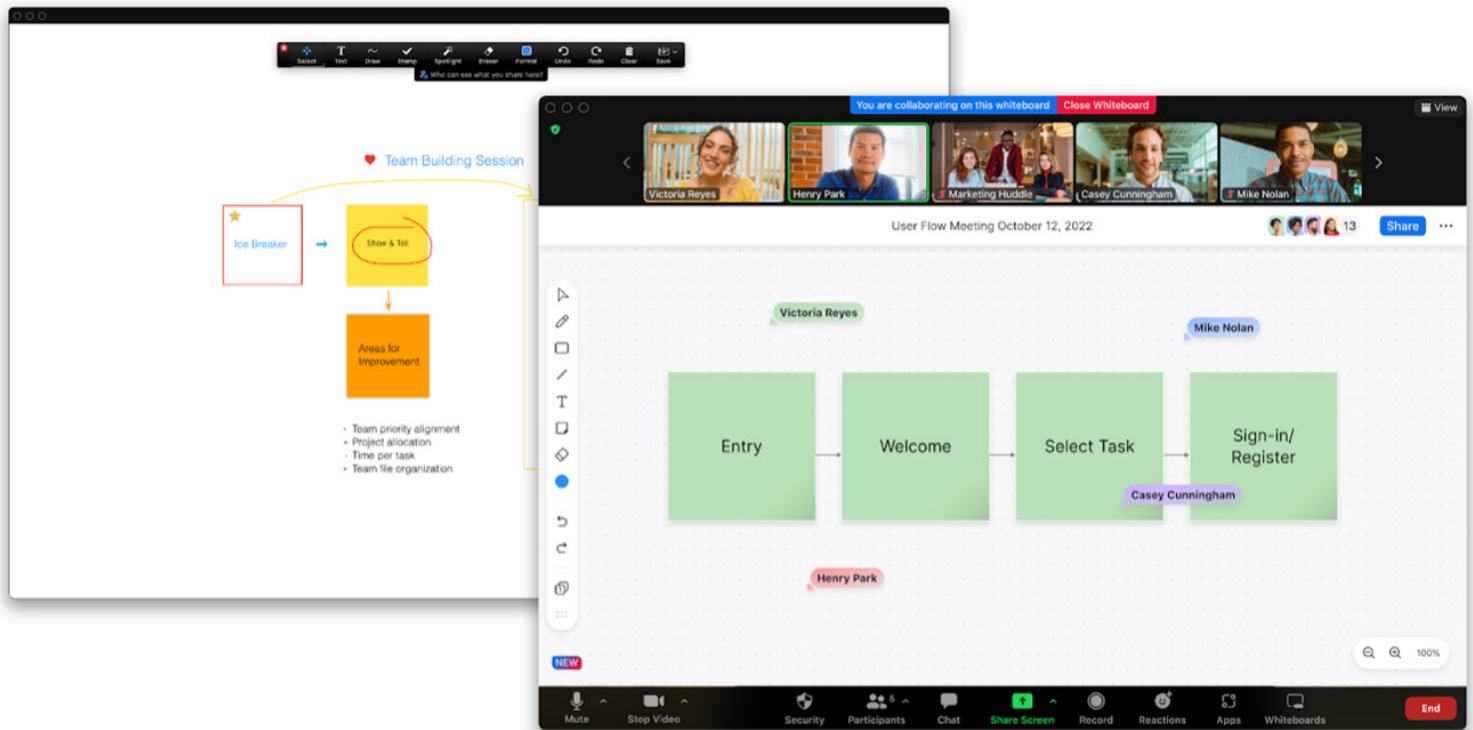 Select Text Draw Stamp Spotlight Eraser Format Undo Redo Clear Save
Who can see what you share here?
Team Building Session
Ice Breaker
Show & Tell
Areas for
Improvement
• Team priority alignment
• Project allocation
• Time per task
• Team file organization
You are collaborating on this whiteboard Close Whiteboard
View
Victoria Reyes
Henry Park
Marketing Huddle
Casey Cunningham
Mike Nolan
User Flow Meeting October 12, 2022
13
Share
Victoria Reyes
Mike Nolan
T
Entry
Welcome
Select Task
Sign-in/
Register
Casey Cunningham
Henry Park
NEW
100%
5
Mute Stop Video Security Participants Chat Share Screen Record Reactions Apps Whiteboards End